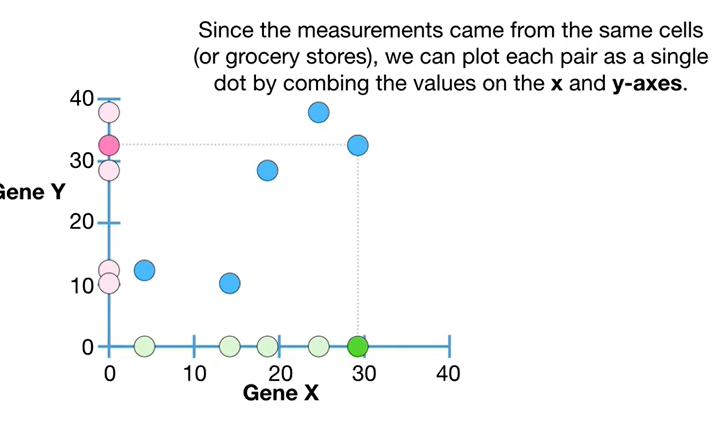 Since the measurements came from the same cells
(or grocery stores), we can plot each pair as a single
dot by combing the values on the x and y-axes.
40
30
Gene Y
20
10
0
0 10 20 30 40
Gene X